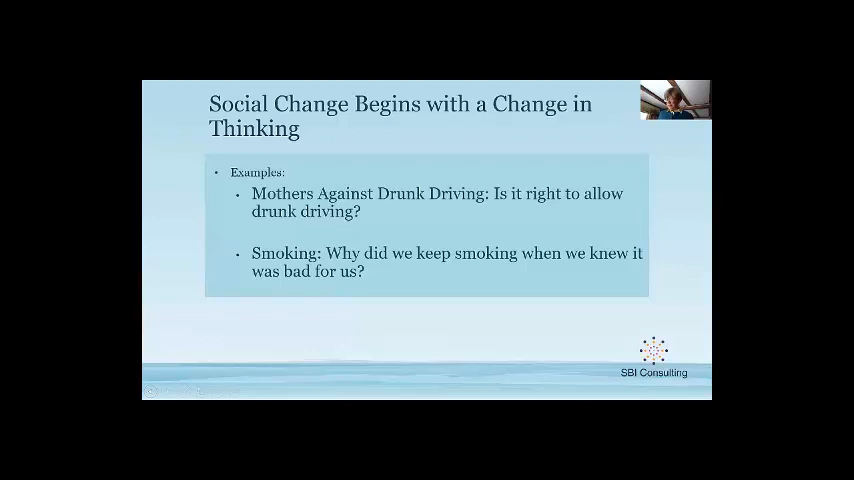 Social Change Begins with a Change in
Thinking
• Examples:
• Mothers Against Drunk Driving: Is it right to allow
drunk driving?
• Smoking: Why did we keep smoking when we knew it
was bad for us?
SBI Consulting